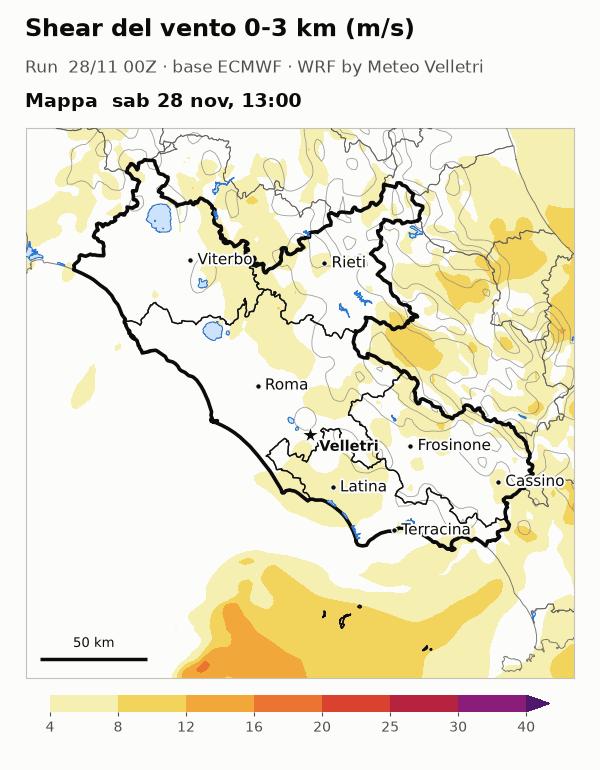 Shear del vento 0-3 km (m/s)
Run  28/11 00Z · base ECMWF · WRF by Meteo Velletri
Mappa  sab 28 nov, 13:00
Viterbo
Rieti
Roma
Velletri
Frosinone
Latina
Cassino
Terracina
50 km
4 8 12 16 20 25 30 40